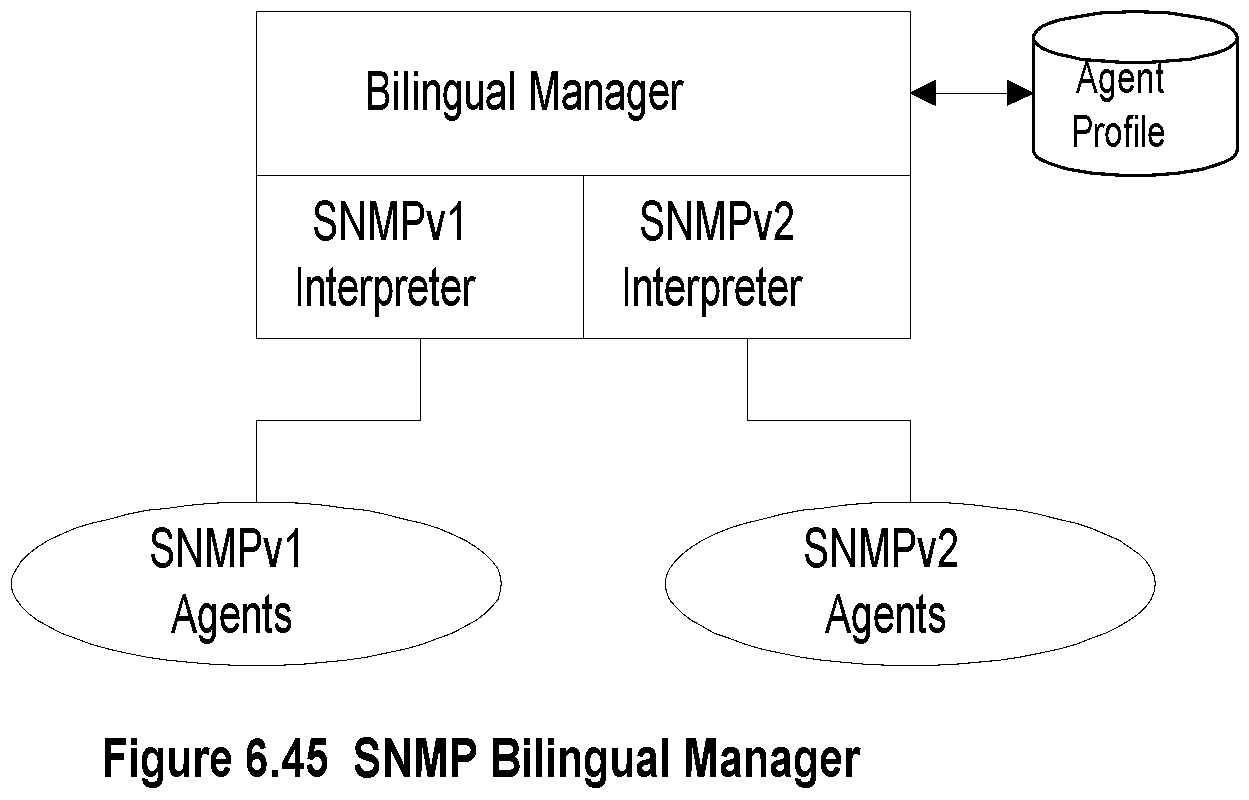 Bilingual Manager
Agent
Profile
SNMPv1
Interpreter
SNMPv2
Interpreter
SNMPv1
Agents
SNMPv2
Agents
Figure 6.45 SNMP Bilingual Manager